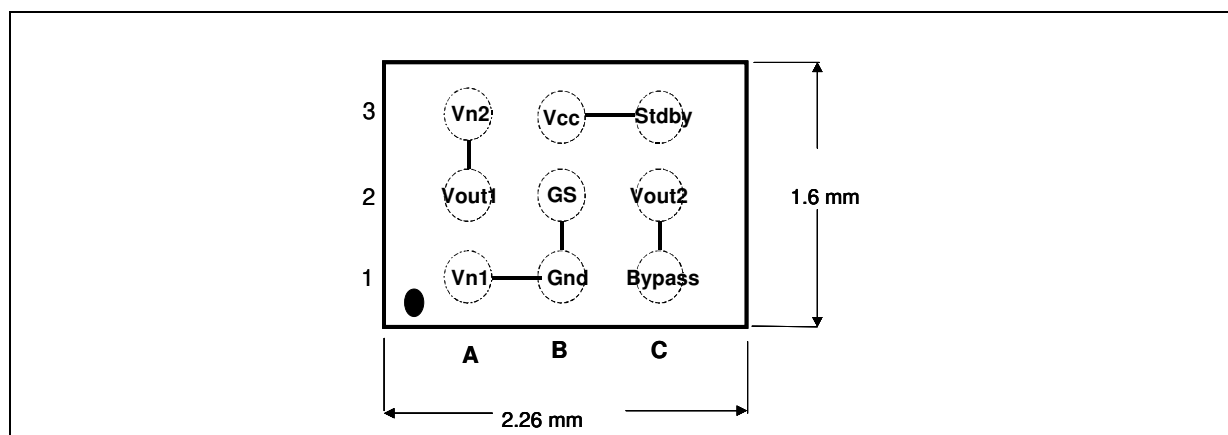 3 Vn2 Vcc Stdby
2 Vout1 GS Vout2
1.6 mm
1 Vn1 Gnd Bypass
A B C
2.26 mm